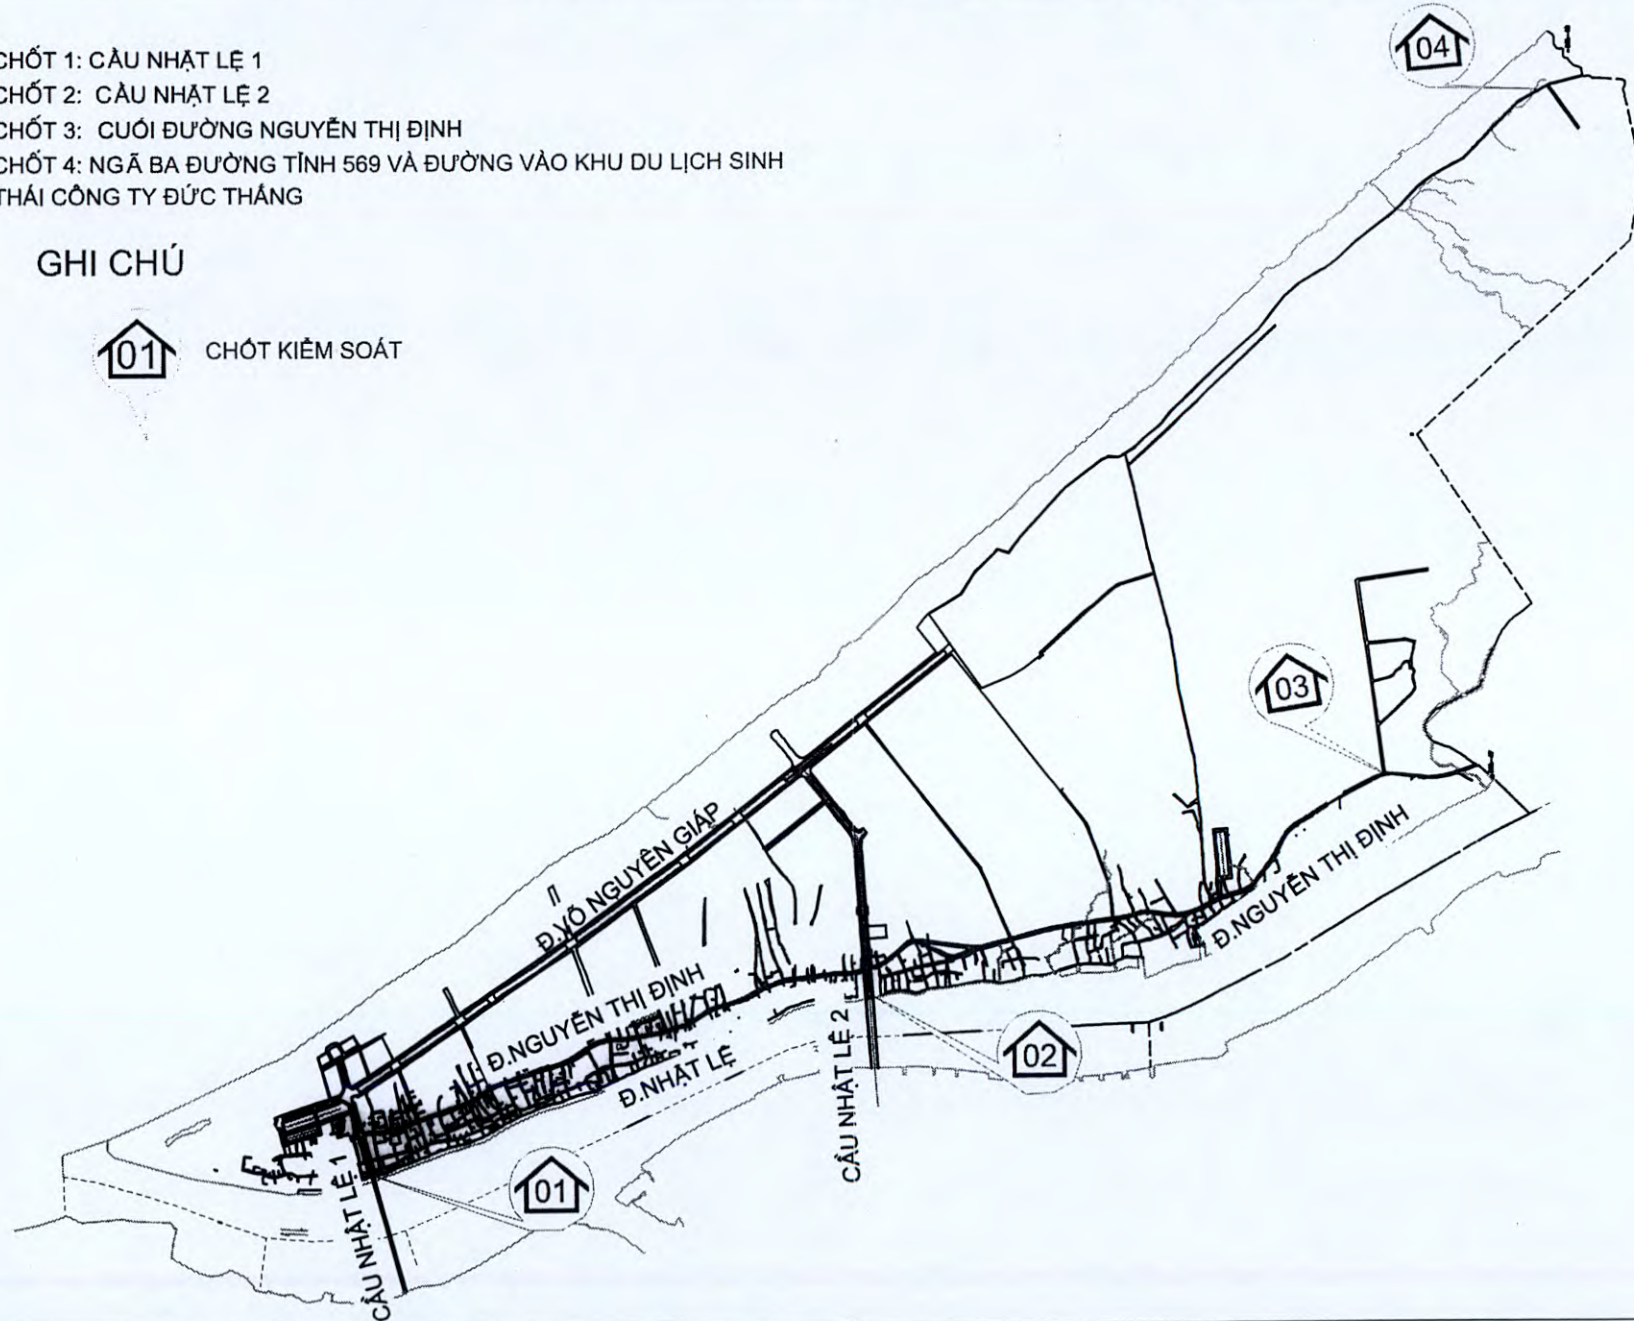 CHỐT 1: CẦU NHẬT LỆ 1
CHỐT 2: CẦU NHẬT LỆ 2
CHỐT 3: CUỐI ĐƯỜNG NGUYỄN THỊ ĐỊNH
CHỐT 4: NGÃ BA ĐƯỜNG TỈNH 569 VÀ ĐƯỜNG VÀO KHU DU LỊCH SINH
THÁI CÔNG TY ĐỨC THẮNG
GHI CHÚ
01 CHỐT KIỂM SOÁT
04
03
Đ.VÕ NGUYÊN GIÁP
Đ.NGUYỄN THỊ ĐỊNH
Đ.NGUYỄN THỊ ĐỊNH
Đ.NHẬT LỆ
02
CẦU NHẬT LỆ 2
01
CẦU NHẬT LỆ 1